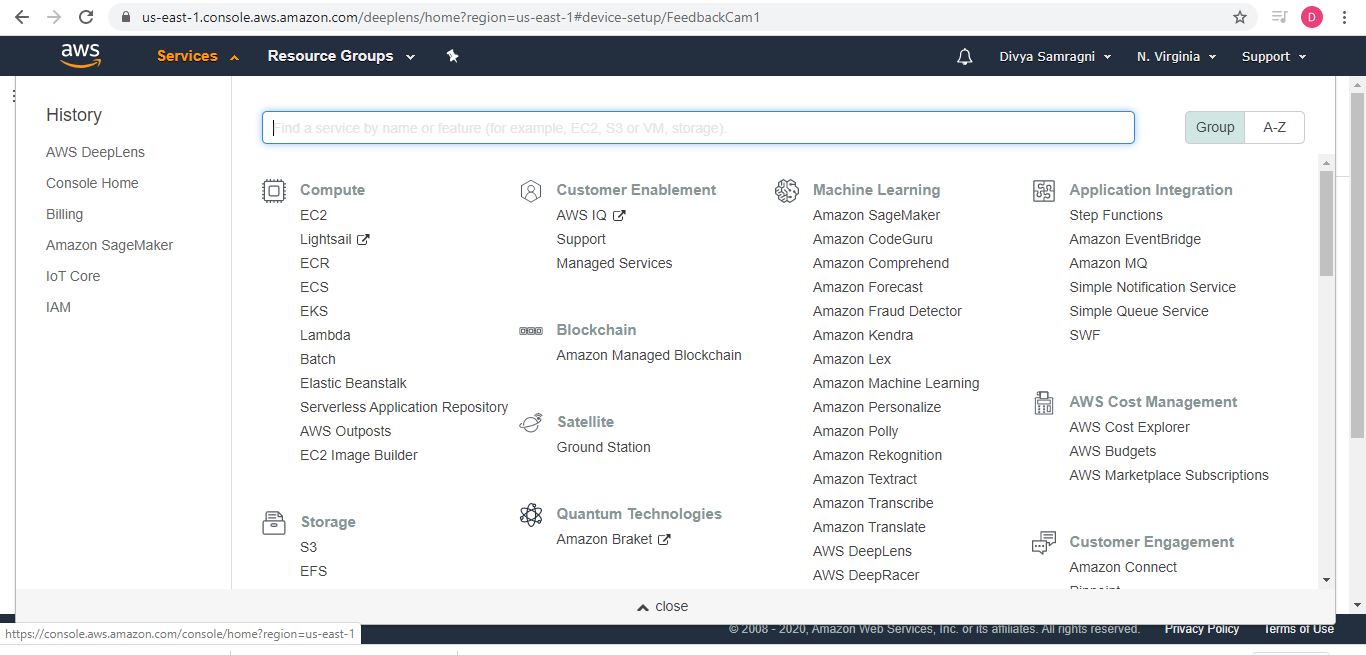 us-east-1.console.aws.amazon.com/deeplens/home?region=us-east-1#device-setup/FeedbackCam1
D
aws
Services
Resource Groups
Divya Samragni
N. Virginia
Support
History
AWS DeepLens
Console Home
Billing
Amazon SageMaker
IoT Core
IAM
Find a service by name or feature (for example, EC2, S3 or VM, storage).
Group
A-Z
Compute
EC2
Lightsail
ECR
ECS
EKS
Lambda
Batch
Elastic Beanstalk
Serverless Application Repository
AWS Outposts
EC2 Image Builder
Storage
S3
EFS
Customer Enablement
AWS IQ
Support
Managed Services
Blockchain
Amazon Managed Blockchain
Satellite
Ground Station
Quantum Technologies
Amazon Braket
Machine Learning
Amazon SageMaker
Amazon CodeGuru
Amazon Comprehend
Amazon Forecast
Amazon Fraud Detector
Amazon Kendra
Amazon Lex
Amazon Machine Learning
Amazon Personalize
Amazon Polly
Amazon Rekognition
Amazon Textract
Amazon Transcribe
Amazon Translate
AWS DeepLens
AWS DeepRacer
Application Integration
Step Functions
Amazon EventBridge
Amazon MQ
Simple Notification Service
Simple Queue Service
SWF
AWS Cost Management
AWS Cost Explorer
AWS Budgets
AWS Marketplace Subscriptions
Customer Engagement
Amazon Connect
close
https://console.aws.amazon.com/console/home?region=us-east-1
© 2008 - 2020, Amazon Web Services, Inc. or its affiliates. All rights reserved.
Privacy Policy
Terms of Use